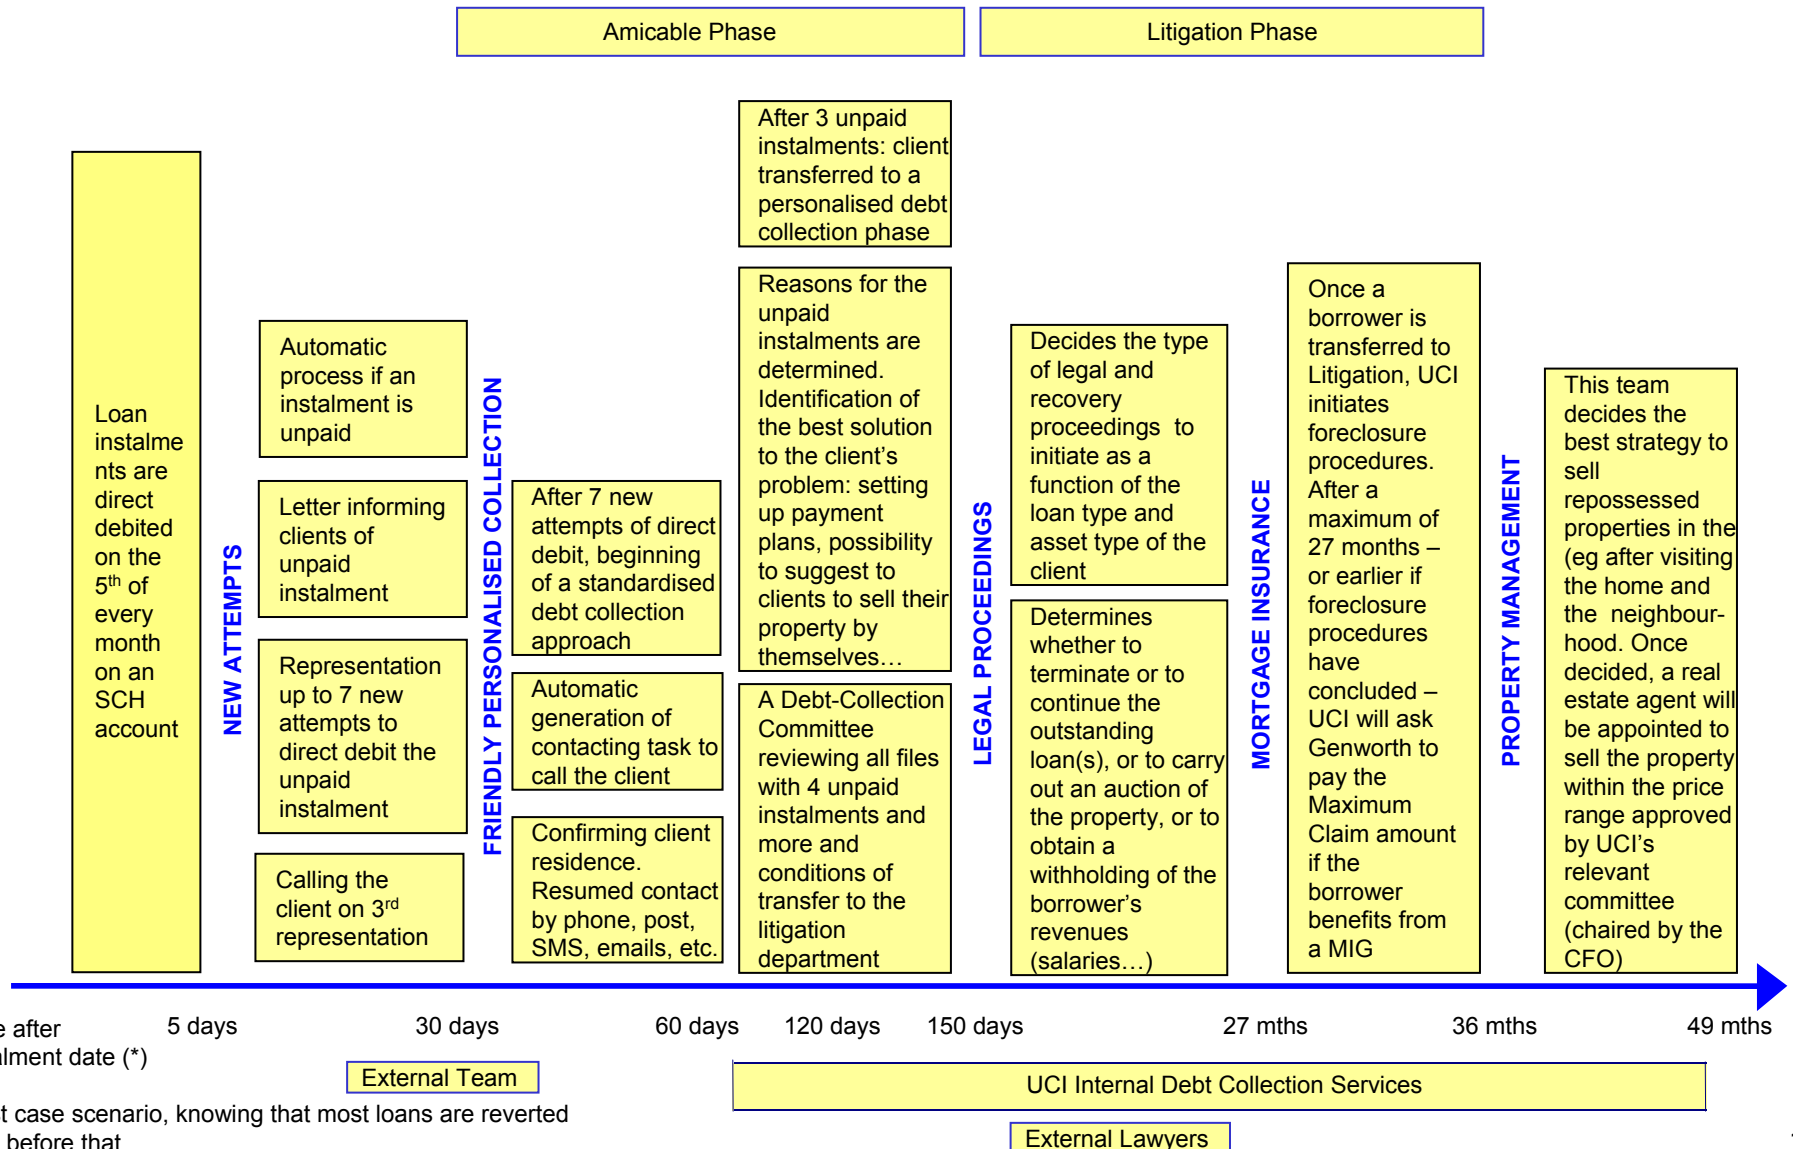 Amicable Phase
Litigation Phase
Loan
instalme
nts are
direct
debited
on the
5th of
every
month
on an
SCH
account
NEW ATTEMPTS
Automatic
process if an
instalment is
unpaid
Letter informing
clients of
unpaid
instalment
Representation
up to 7 new
attempts to
direct debit the
unpaid
instalment
Calling the
client on 3rd
representation
FRIENDLY PERSONALISED COLLECTION
After 7 new
attempts of direct
debit, beginning
of a standardised
debt collection
approach
Automatic
generation of
contacting task to
call the client
Confirming client
residence.
Resumed contact
by phone, post,
SMS, emails, etc.
After 3 unpaid
instalments: client
transferred to a
personalised debt
collection phase
Reasons for the
unpaid
instalments are
determined.
Identification of
the best solution
to the client’s
problem: setting
up payment
plans, possibility
to suggest to
clients to sell their
property by
themselves…
A Debt-Collection
Committee
reviewing all files
with 4 unpaid
instalments and
more and
conditions of
transfer to the
litigation
department
LEGAL PROCEEDINGS
Decides the type
of legal and
recovery
proceedings to
initiate as a
function of the
loan type and
asset type of the
client
Determines
whether to
terminate or to
continue the
outstanding
loan(s), or to carry
out an auction of
the property, or to
obtain a
withholding of the
borrower’s
revenues
(salaries…)
MORTGAGE INSURANCE
Once a
borrower is
transferred to
Litigation, UCI
initiates
foreclosure
procedures.
After a
maximum of
27 months –
or earlier if
foreclosure
procedures
have
concluded –
UCI will ask
Genworth to
pay the
Maximum
Claim amount
if the
borrower
benefits from
a MIG
PROPERTY MANAGEMENT
This team
decides the
best strategy to
sell
repossessed
properties in the
(eg after visiting
the home and
the neighbour-
hood. Once
decided, a real
estate agent will
be appointed to
sell the property
within the price
range approved
by UCI’s
relevant
committee
(chaired by the
CFO)
e after
alment date (*)
5 days
30 days
60 days
120 days
150 days
27 mths
36 mths
49 mths
External Team
UCI Internal Debt Collection Services
External Lawyers
t case scenario, knowing that most loans are reverted
before that